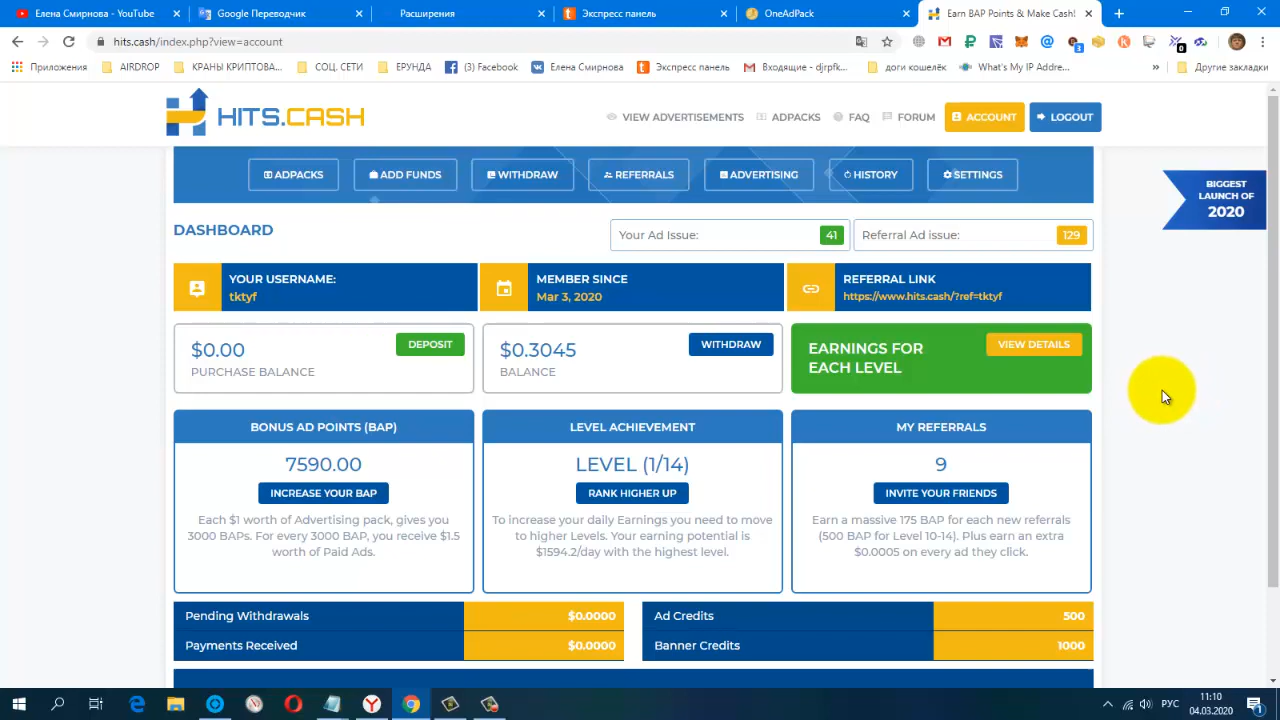 Елена Смирнова - YouTube
Google Переводчик
Расширения
Экспресс панель
OneAdPack
Earn BAP Points & Make Cash!
hits.cash/index.php?view=account
Приложения
AIRDROP
КРАНЫ КРИПТОВА...
СОЦ. СЕТИ
ЕРУНДА
(3) Facebook
Елена Смирнова
Экспресс панель
Входящие - djrpfk...
доги кошелёк
What's My IP Addre...
»
Другие закладки
HITS.CASH
VIEW ADVERTISEMENTS
ADPACKS
FAQ
FORUM
ACCOUNT
LOGOUT
ADPACKS
ADD FUNDS
WITHDRAW
REFERRALS
ADVERTISING
HISTORY
SETTINGS
BIGGEST
LAUNCH OF
2020
DASHBOARD
Your Ad Issue:
41
Referral Ad issue:
129
YOUR USERNAME:
tktyf
MEMBER SINCE
Mar 3, 2020
REFERRAL LINK
https://www.hits.cash/?ref=tktyf
$0.00
PURCHASE BALANCE
DEPOSIT
$0.3045
BALANCE
WITHDRAW
EARNINGS FOR
EACH LEVEL
VIEW DETAILS
BONUS AD POINTS (BAP)
7590.00
INCREASE YOUR BAP
Each $1 worth of Advertising pack, gives you
3000 BAPs. For every 3000 BAP, you receive $1.5
worth of Paid Ads.
LEVEL ACHIEVEMENT
LEVEL (1/14)
RANK HIGHER UP
To increase your daily Earnings you need to move
to higher Levels. Your earning potential is
$1594.2/day with the highest level.
MY REFERRALS
9
INVITE YOUR FRIENDS
Earn a massive 175 BAP for each new referrals
(500 BAP for Level 10-14). Plus earn an extra
$0.0005 on every ad they click.
Pending Withdrawals
$0.0000
Payments Received
$0.0000
Ad Credits
500
Banner Credits
1000
РУС
11:10
04.03.2020